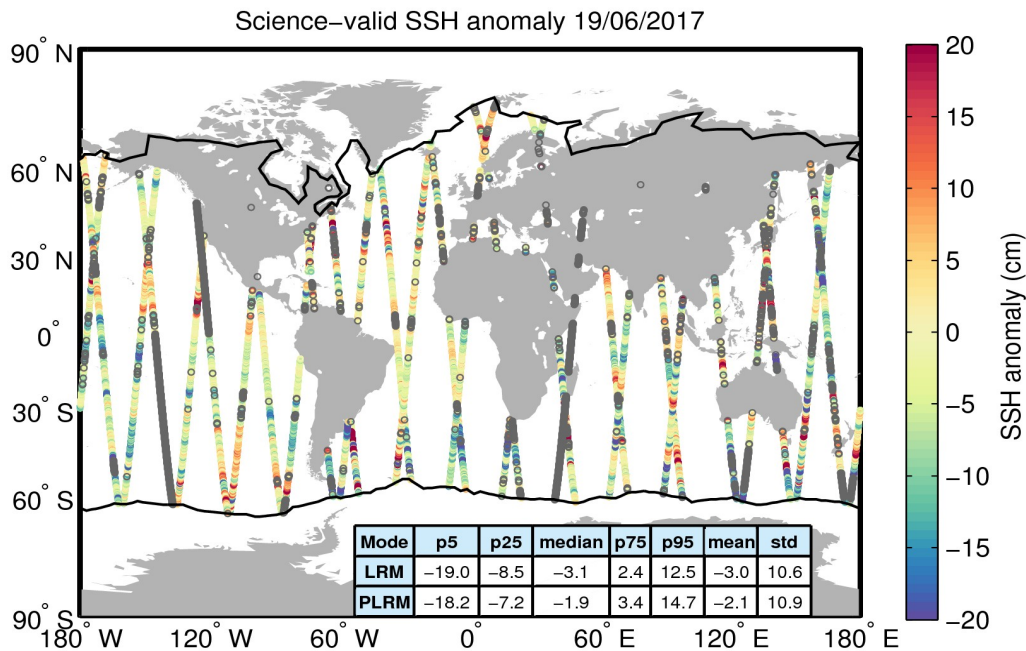 Science−valid SSH anomaly 19/06/2017
90° N
60° N
30° N
0°
30° S
60° S
90° S
180° W
120° W
60° W
0°
60° E
120° E
180° E
Mode p5 p25 median p75 p95 mean std
LRM −19.0 −8.5 −3.1 2.4 12.5 −3.0 10.6
PLRM −18.2 −7.2 −1.9 3.4 14.7 −2.1 10.9
20
15
10
5
0
−5
−10
−15
−20
SSH anomaly (cm)